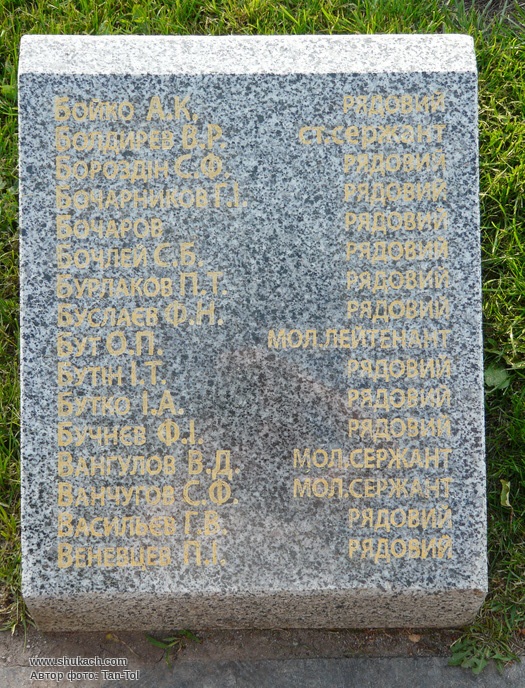 Бойко А.К. рядовий
Болдирев В.Р. ст.сержант
Бороздін С.Ф. рядовий
Бочарников Г.І. рядовий
Бочаров рядовий
Бочлей С.Б. рядовий
Бурлаков П.Т. рядовий
Буслаєв Ф.Н. рядовий
Бут О.П. мол.лейтенант
Бутін І.Т. рядовий
Бутко І.А. рядовий
Бучнєв Ф.І. рядовий
Вангулов В.Д. мол.сержант
Ванчугов С.Ф. мол.сержант
Васильєв Г.В. рядовий
Веневцев П.І. рядовий
www.shukach.com
Автор фото: Tan-Tol